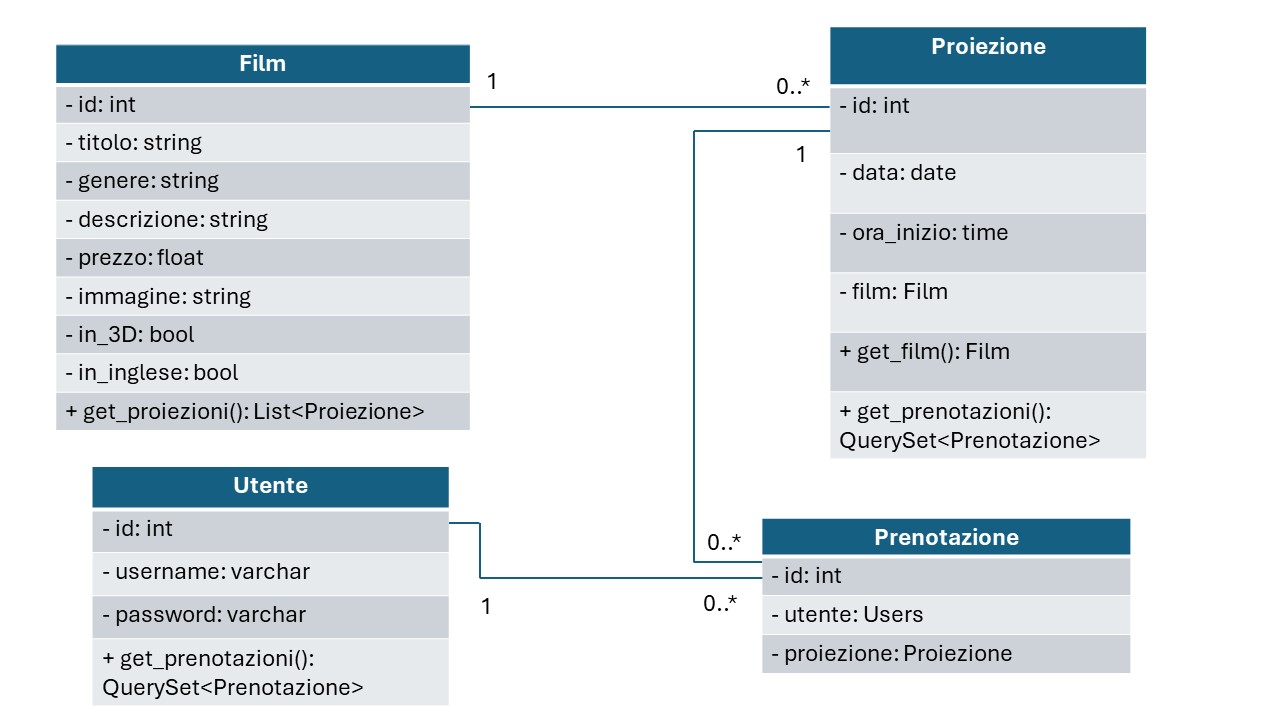 Film
- id: int
- titolo: string
- genere: string
- descrizione: string
- prezzo: float
- immagine: string
- in_3D: bool
- in_inglese: bool
+ get_proiezioni(): List<Proiezione>
1
0..*
Proiezione
- id: int
- data: date
- ora_inizio: time
- film: Film
+ get_film(): Film
+ get_prenotazioni():
QuerySet<Prenotazione>
1
0..*
Utente
- id: int
- username: varchar
- password: varchar
+ get_prenotazioni():
QuerySet<Prenotazione>
1
0..*
Prenotazione
- id: int
- utente: Users
- proiezione: Proiezione